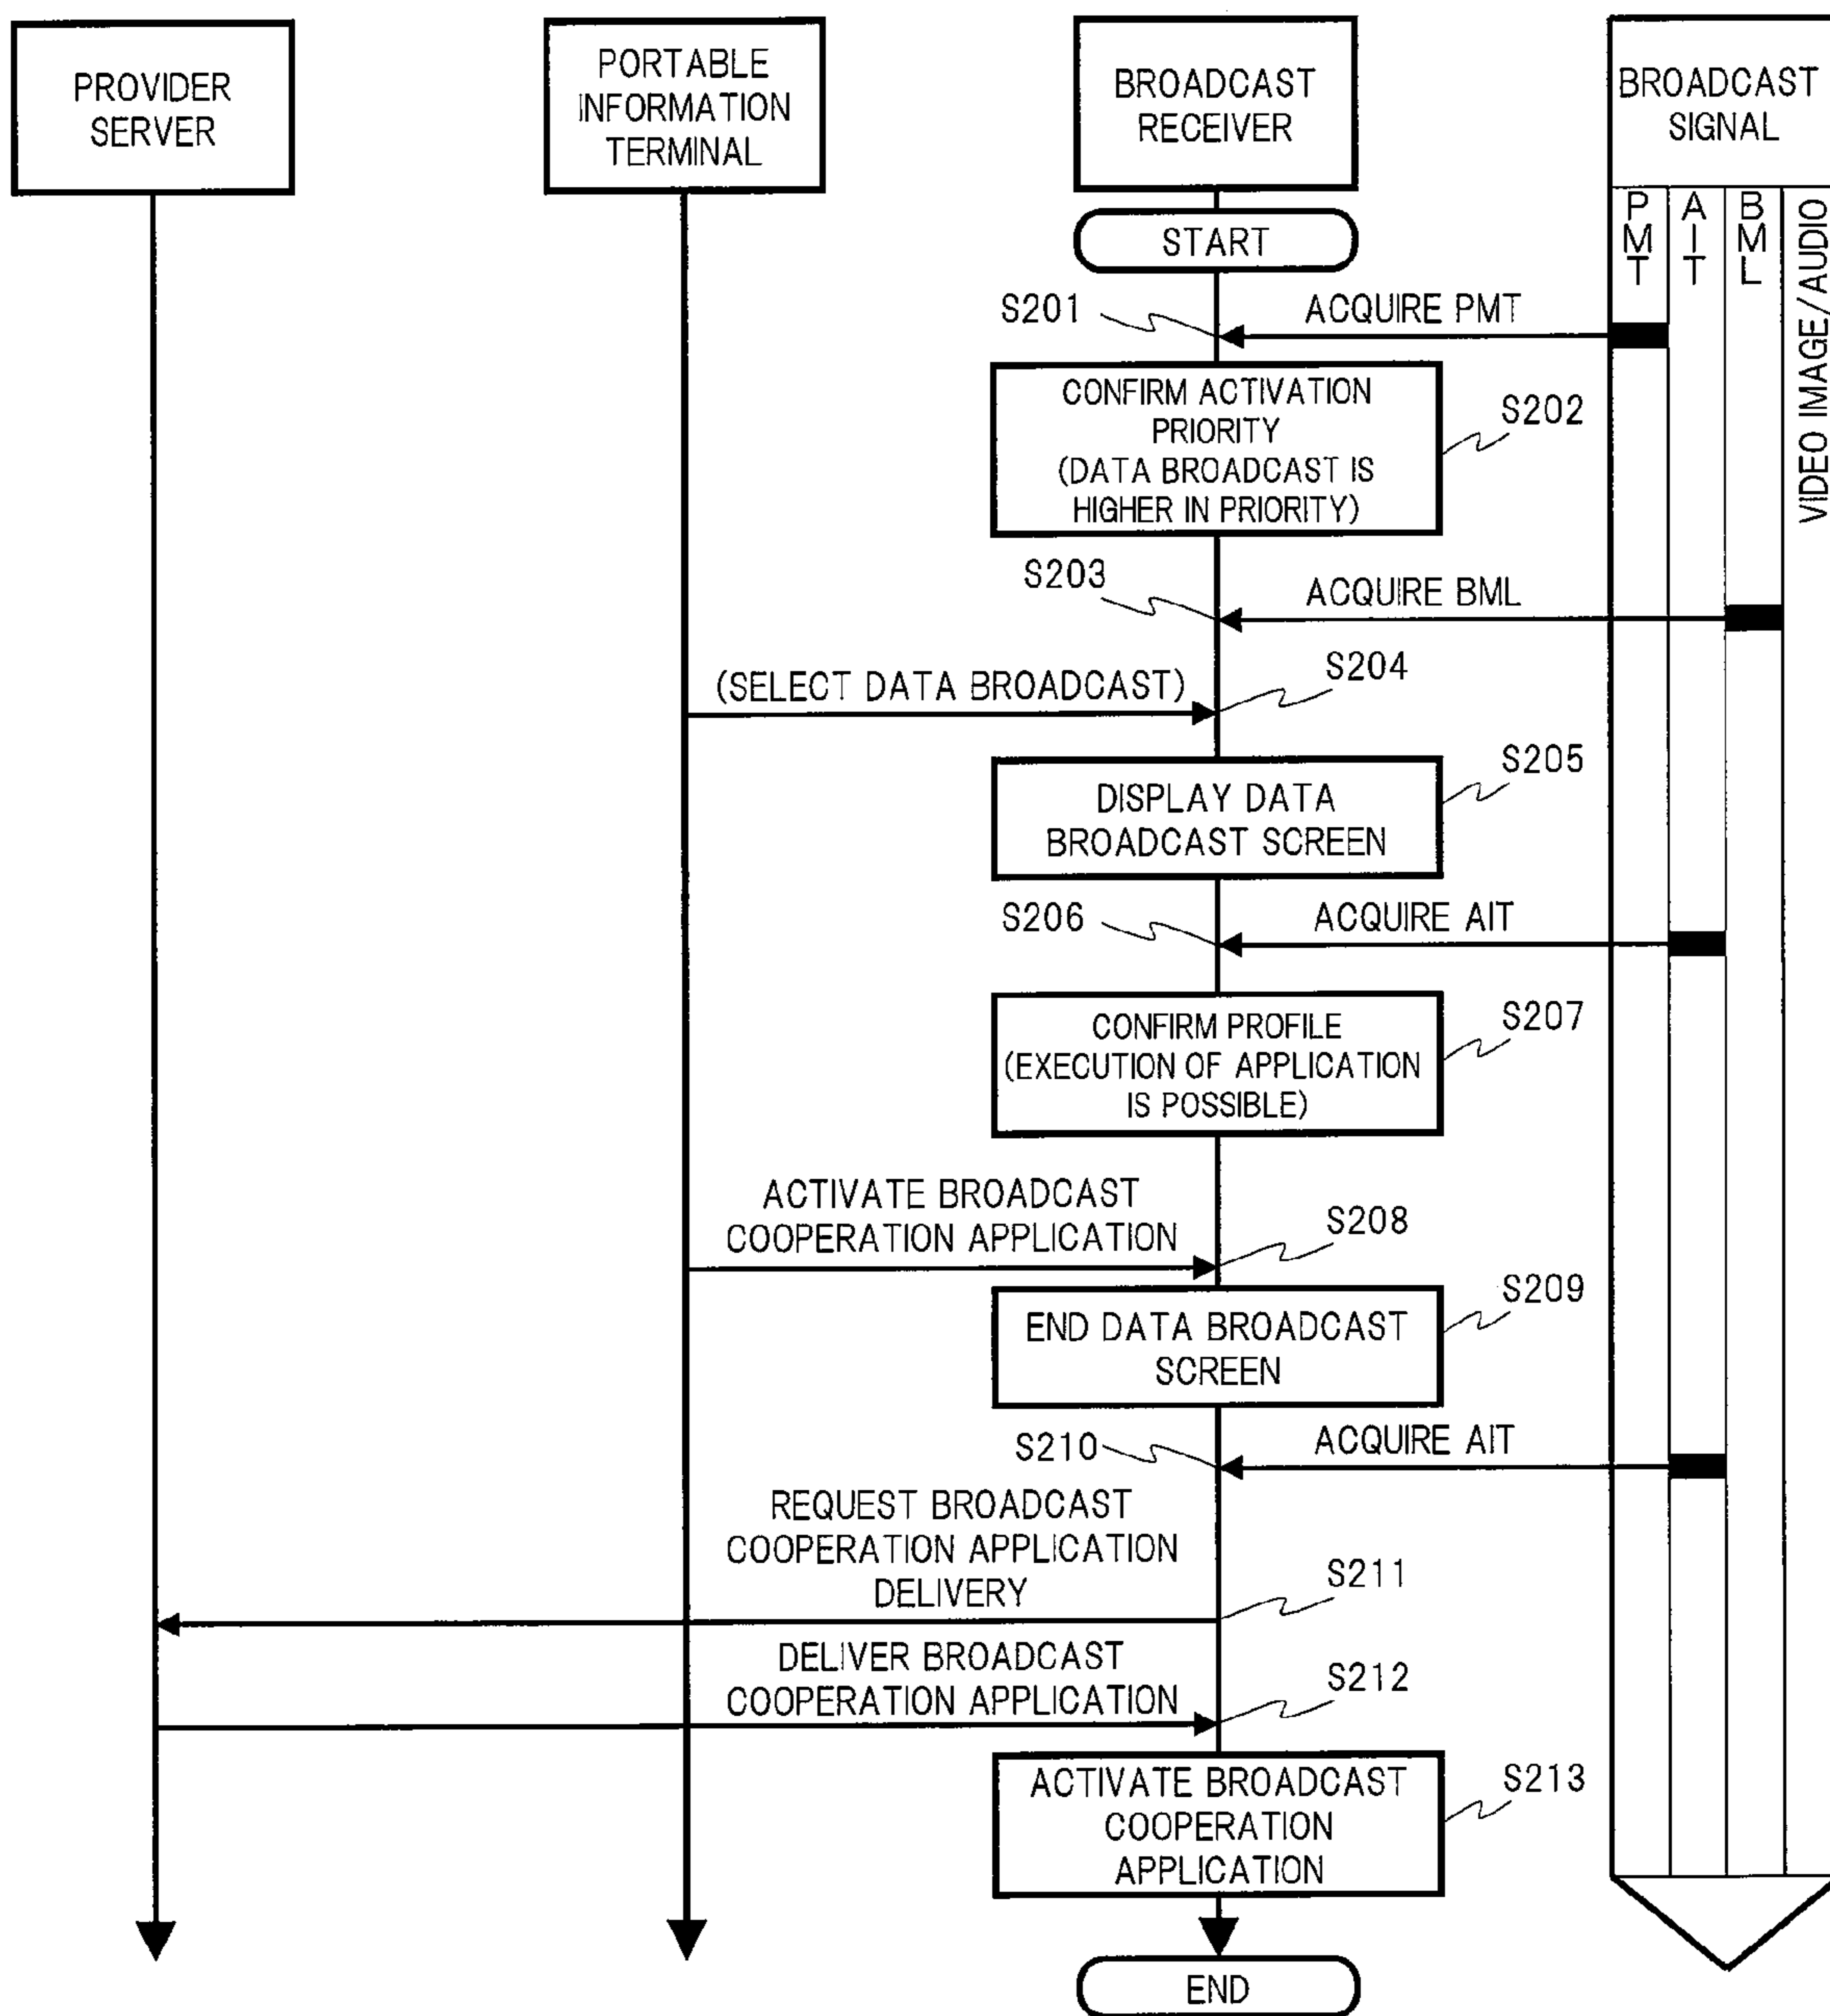 PROVIDER
SERVER
PORTABLE
INFORMATION
TERMINAL
BROADCAST
RECEIVER
BROADCAST
SIGNAL
PMT
AIT
BML
VIDEO IMAGE/AUDIO
START
S201
ACQUIRE PMT
CONFIRM ACTIVATION
PRIORITY
(DATA BROADCAST IS
HIGHER IN PRIORITY)
S202
S203
ACQUIRE BML
(SELECT DATA BROADCAST)
S204
DISPLAY DATA
BROADCAST SCREEN
S205
S206
ACQUIRE AIT
CONFIRM PROFILE
(EXECUTION OF APPLICATION
IS POSSIBLE)
S207
ACTIVATE BROADCAST
COOPERATION APPLICATION
S208
END DATA BROADCAST
SCREEN
S209
S210
ACQUIRE AIT
REQUEST BROADCAST
COOPERATION APPLICATION
DELIVERY
S211
DELIVER BROADCAST
COOPERATION APPLICATION
S212
ACTIVATE BROADCAST
COOPERATION
APPLICATION
S213
END